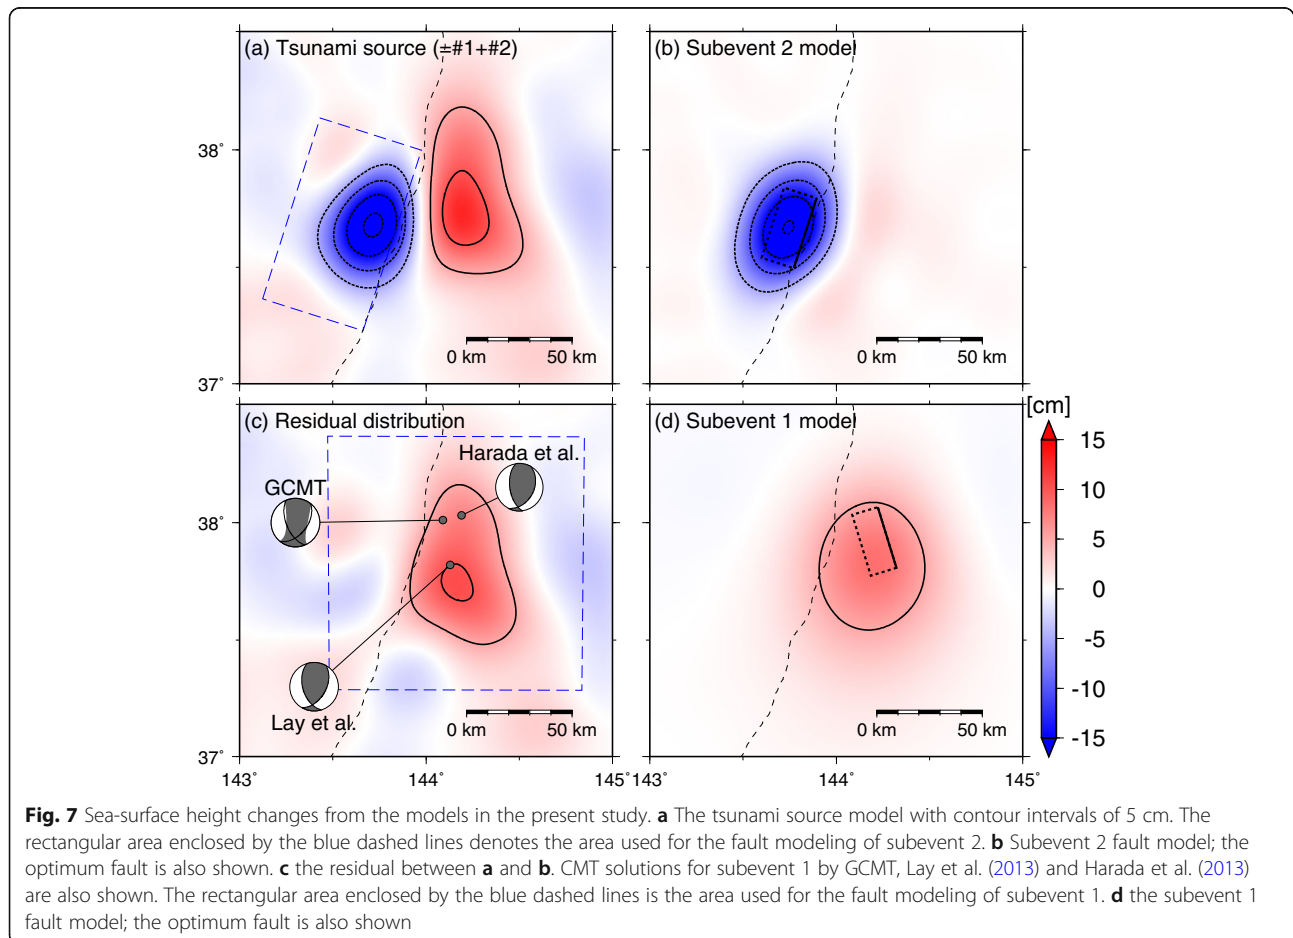 (a) Tsunami source (±#1+#2)
(b) Subevent 2 model
38˚
37˚
0 km 50 km
0 km 50 km
(c) Residual distribution
(d) Subevent 1 model
[cm]
Harada et al.
GCMT
Lay et al.
38˚
37˚
0 km 50 km
0 km 50 km
15
10
5
0
-5
-10
-15
143˚ 144˚ 145˚
144˚ 145˚
Fig. 7 Sea-surface height changes from the models in the present study. a The tsunami source model with contour intervals of 5 cm. The
rectangular area enclosed by the blue dashed lines denotes the area used for the fault modeling of subevent 2. b Subevent 2 fault model; the
optimum fault is also shown. c the residual between a and b. CMT solutions for subevent 1 by GCMT, Lay et al. (2013) and Harada et al. (2013)
are also shown. The rectangular area enclosed by the blue dashed lines is the area used for the fault modeling of subevent 1. d the subevent 1
fault model; the optimum fault is also shown